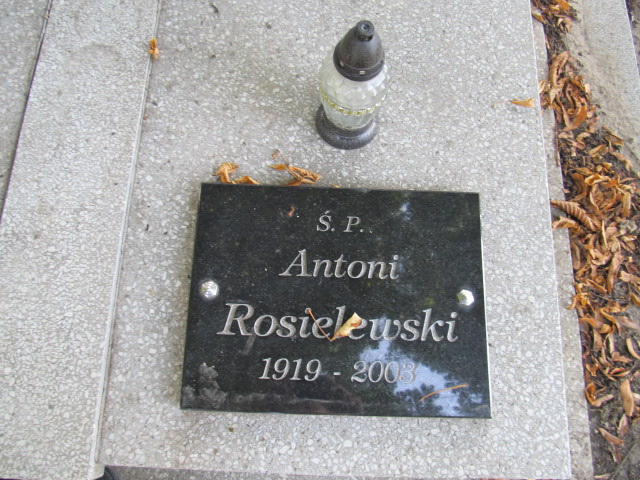 Ś. P.
Antoni
Rosielewski
1919 - 2003